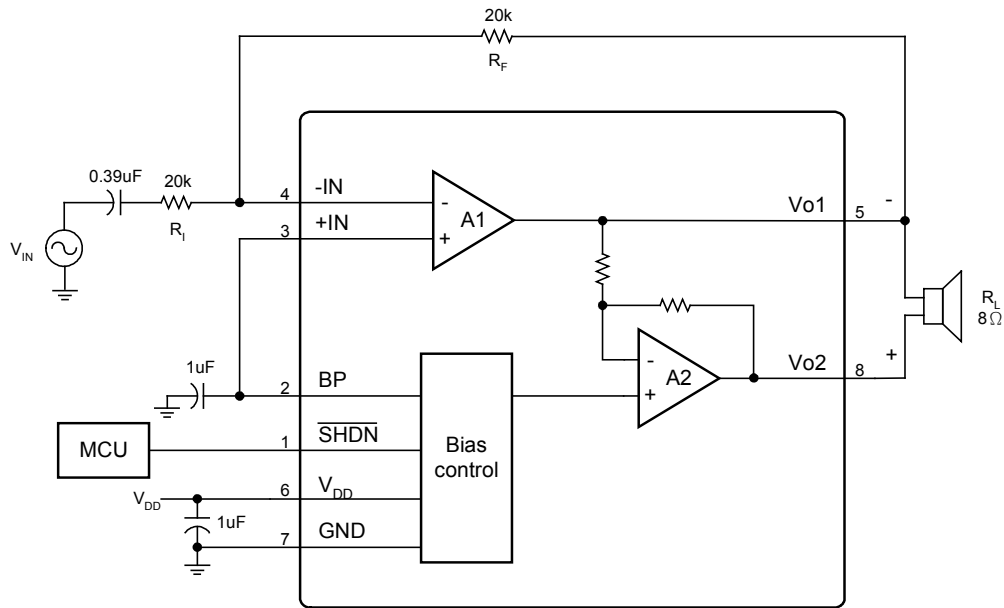 20k
R_F
0.39uF
20k
R_I
V_IN
4
-IN
3
+IN
-
+
A1
Vo1
5
-
R_L
8Ω
1uF
2
BP
-
+
A2
Vo2
8
+
MCU
1
SHDN
Bias
control
V_DD
6
V_DD
1uF
7
GND